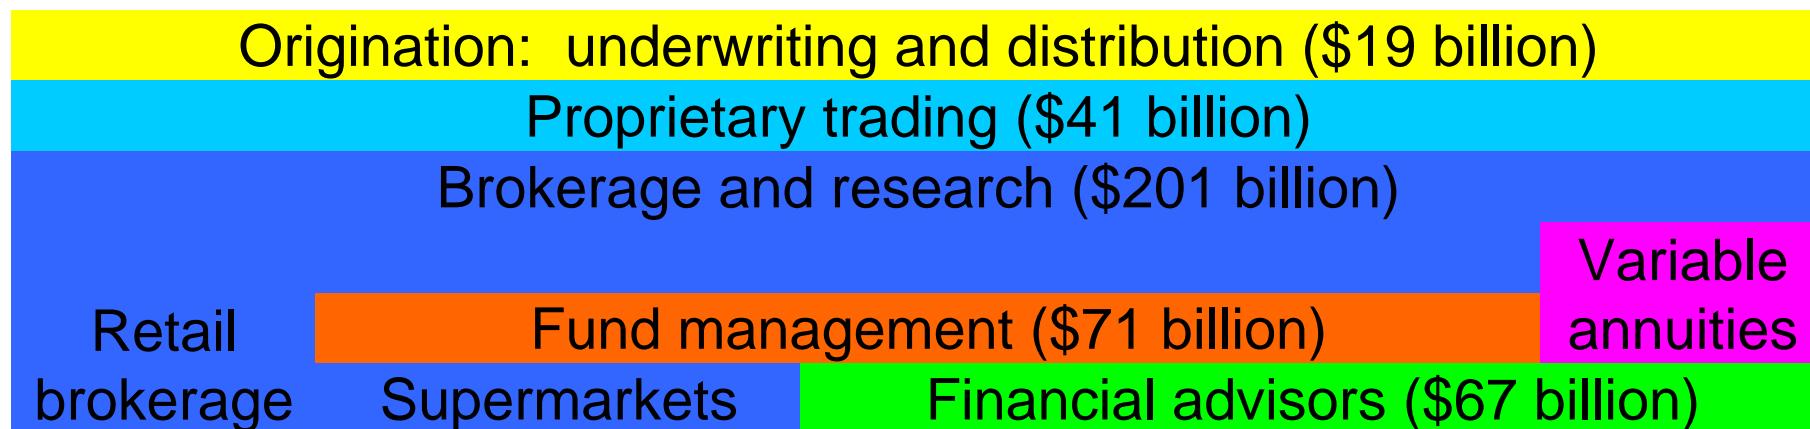 Origination:  underwriting and distribution ($19 billion)
Proprietary trading ($41 billion)
Brokerage and research ($201 billion)
Variable
annuities
Fund management ($71 billion)
Retail
brokerage
Supermarkets
Financial advisors ($67 billion)